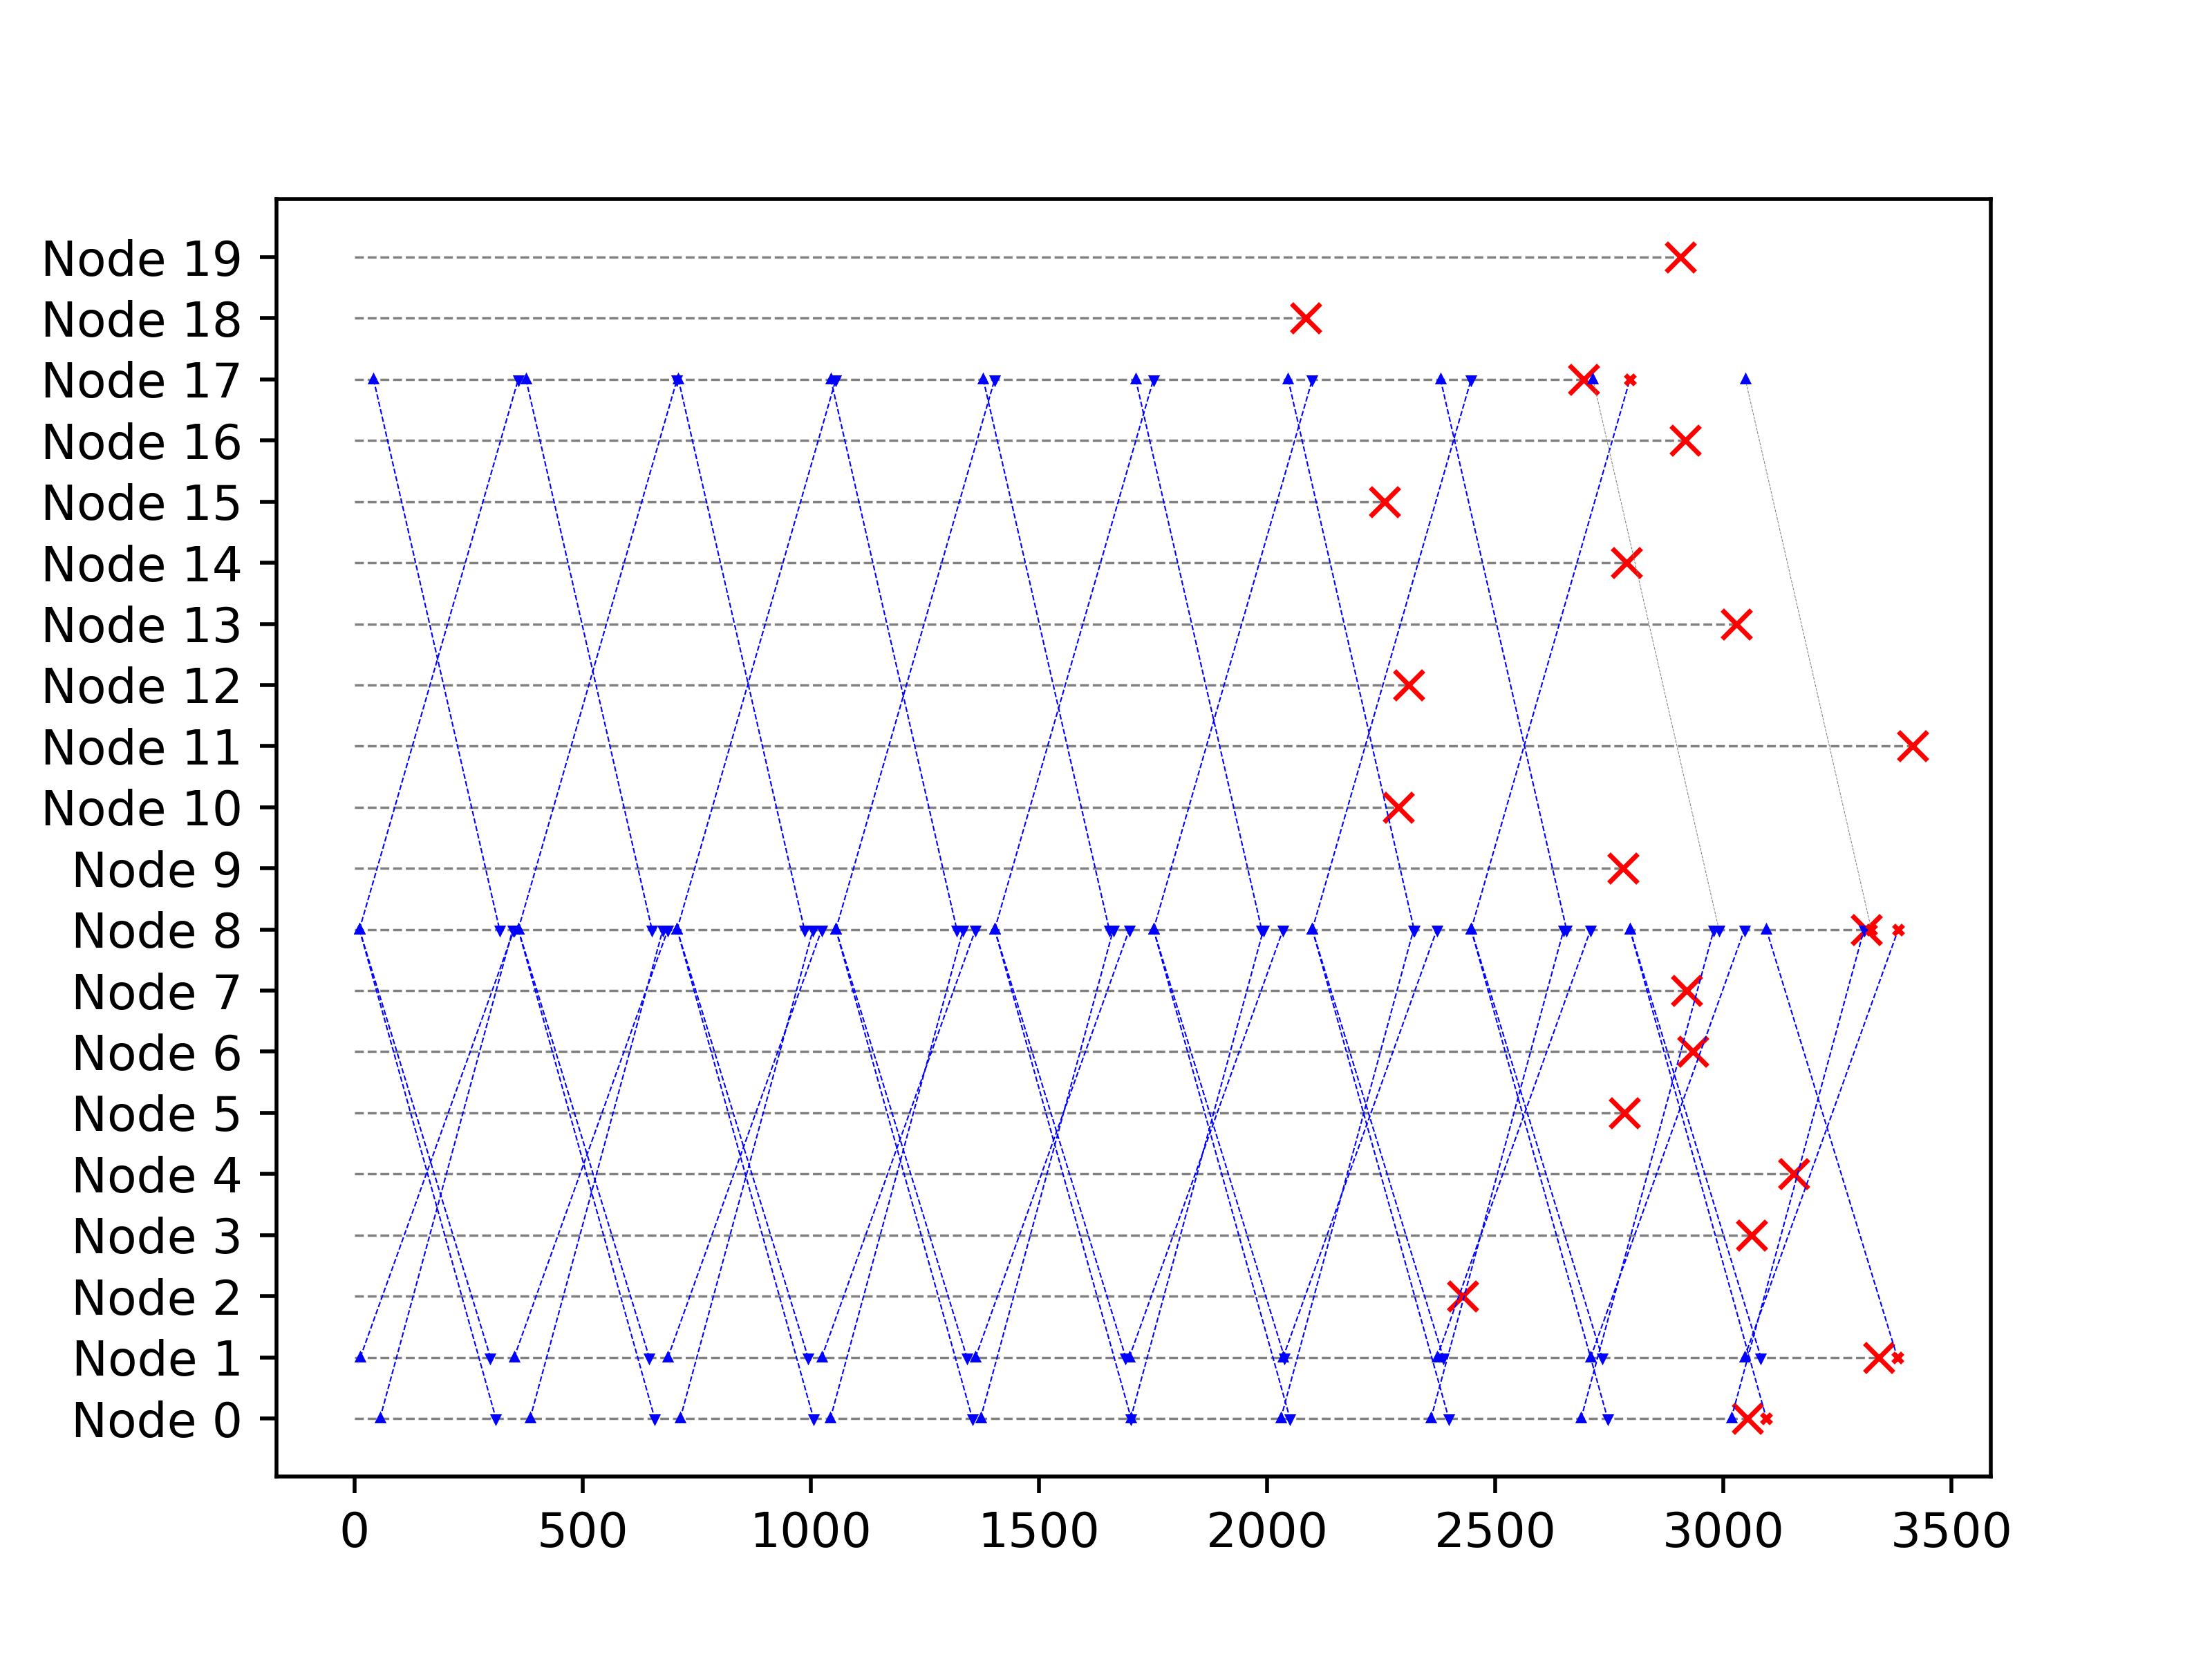 Node 19
Node 18
Node 17
Node 16
Node 15
Node 14
Node 13
Node 12
Node 11
Node 10
Node 9
Node 8
Node 7
Node 6
Node 5
Node 4
Node 3
Node 2
Node 1
Node 0
0 500 1000 1500 2000 2500 3000 3500